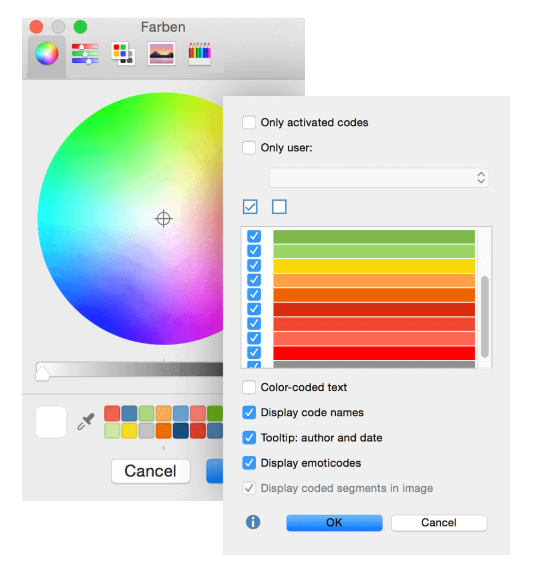 Farben
Only activated codes
Only user:
Color-coded text
Display code names
Tooltip: author and date
Display emoticodes
Display coded segments in image
Cancel
OK
Cancel